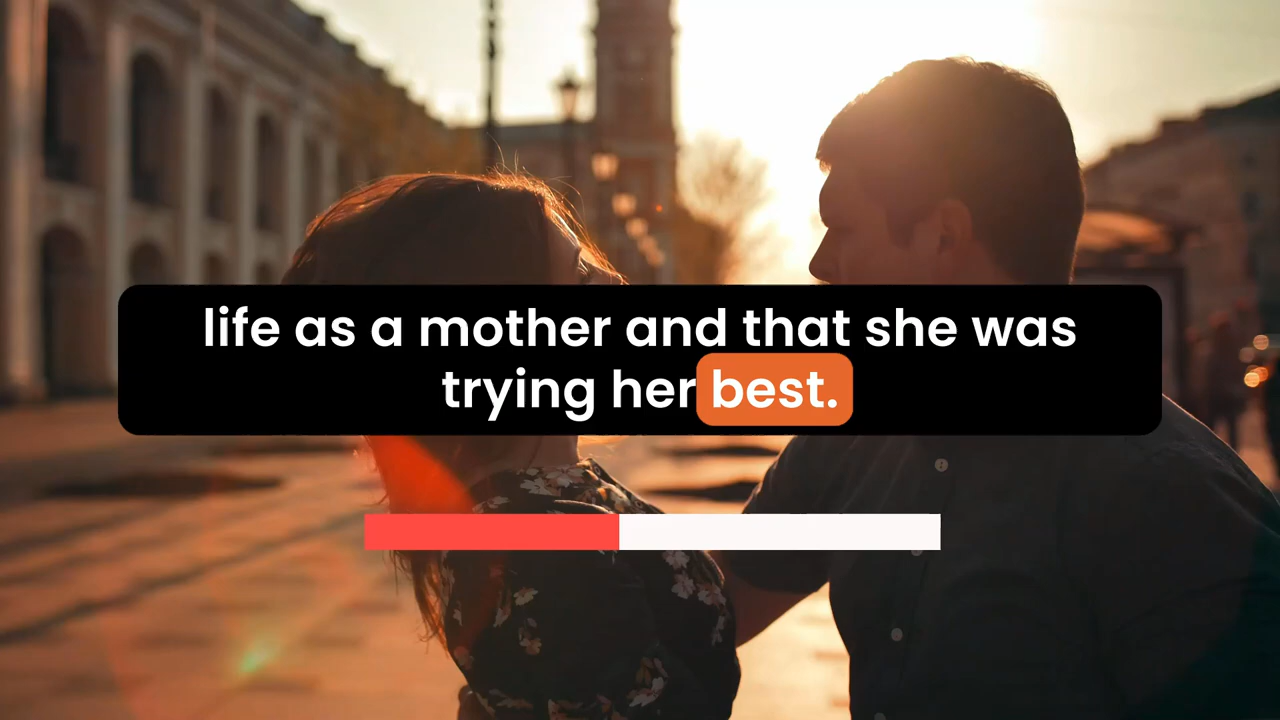 life as a mother and that she was
trying her best.